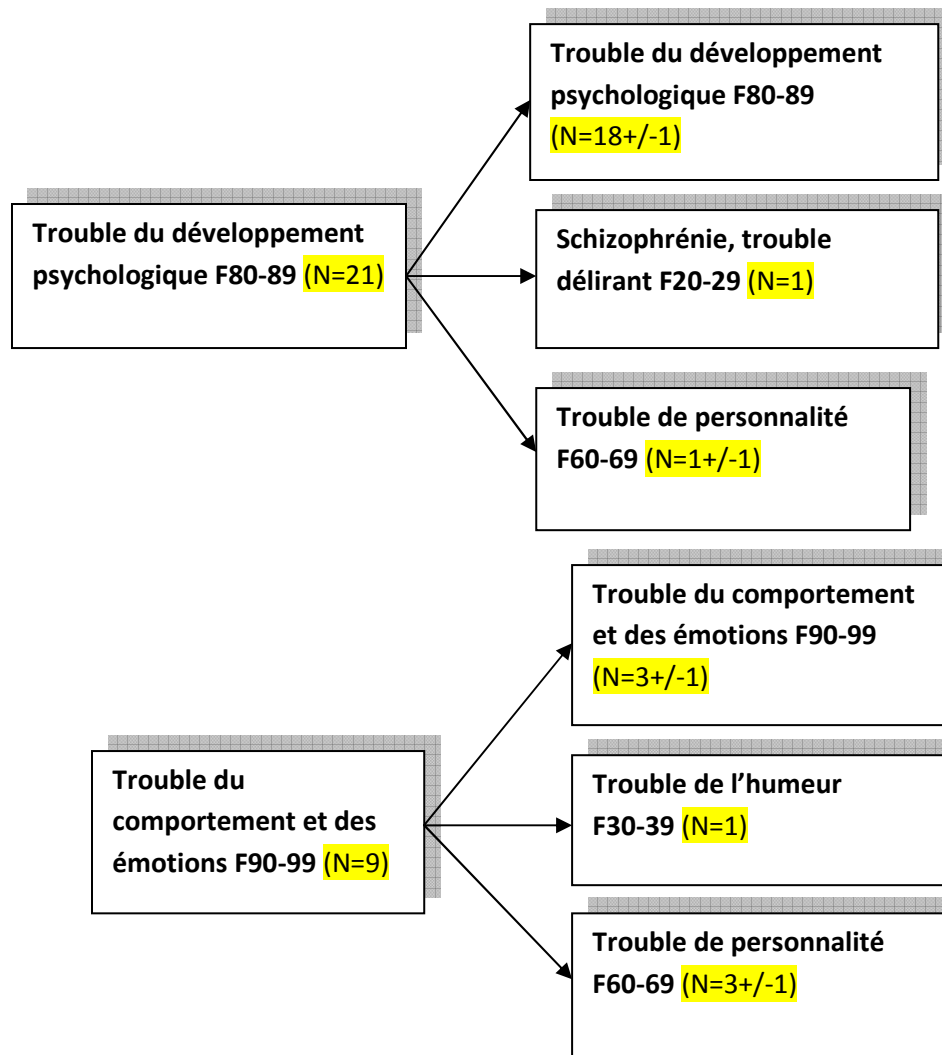 Trouble du développement
psychologique F80-89 (N=21)
Trouble du développement
psychologique F80-89
(N=18+/-1)
Schizophrénie, trouble
délirant F20-29 (N=1)
Trouble de personnalité
F60-69 (N=1+/-1)
Trouble du
comportement et des
émotions F90-99 (N=9)
Trouble du comportement
et des émotions F90-99
(N=3+/-1)
Trouble de l’humeur
F30-39 (N=1)
Trouble de personnalité
F60-69 (N=3+/-1)